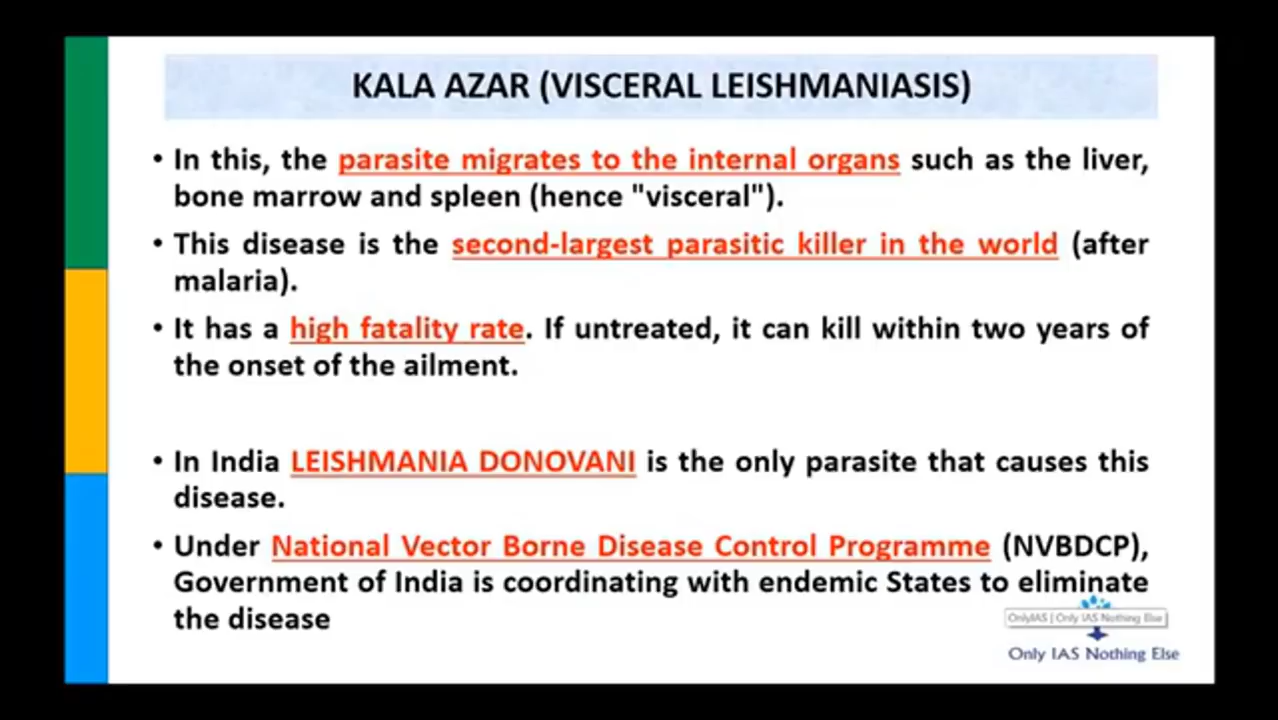 KALA AZAR (VISCERAL LEISHMANIASIS)
• In this, the parasite migrates to the internal organs such as the liver,
bone marrow and spleen (hence "visceral").
• This disease is the second-largest parasitic killer in the world (after
malaria).
• It has a high fatality rate. If untreated, it can kill within two years of
the onset of the ailment.
• In India LEISHMANIA DONOVANI is the only parasite that causes this
disease.
• Under National Vector Borne Disease Control Programme (NVBDCP),
Government of India is coordinating with endemic States to eliminate
the disease
OnlyIAS | Only IAS Nothing Else
Only IAS Nothing Else